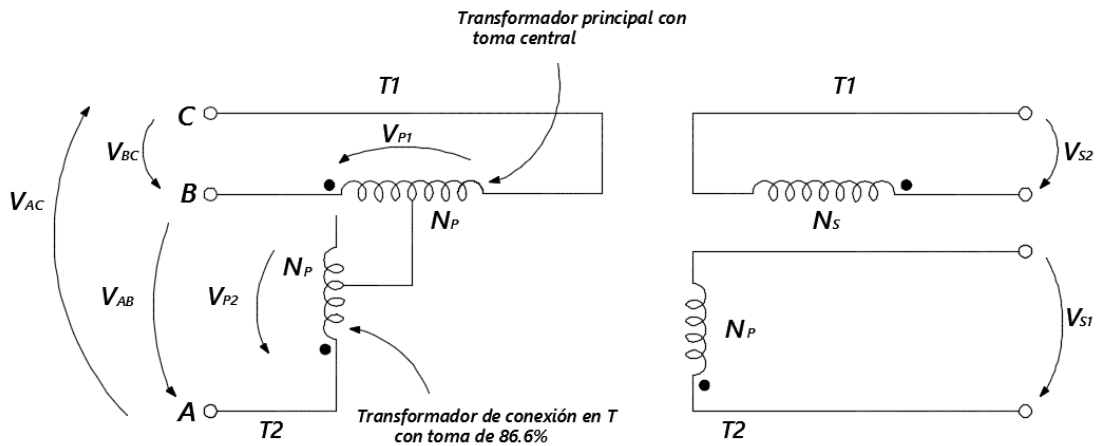 Transformador principal con
toma central
T1
T1
C
V_P1
V_BC
V_S2
B
V_AC
N_P
N_S
N_P
V_AB
V_P2
N_P
V_S1
A
T2
Transformador de conexión en T
con toma de 86.6%
T2